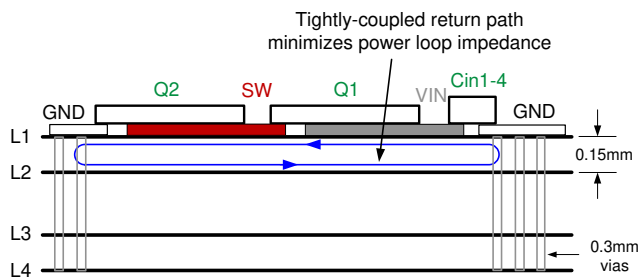 Tightly-coupled return path
minimizes power loop impedance
Cin1-4
Q2
SW
Q1
VIN
GND
GND
L1
0.15mm
L2
L3
0.3mm
vias
L4